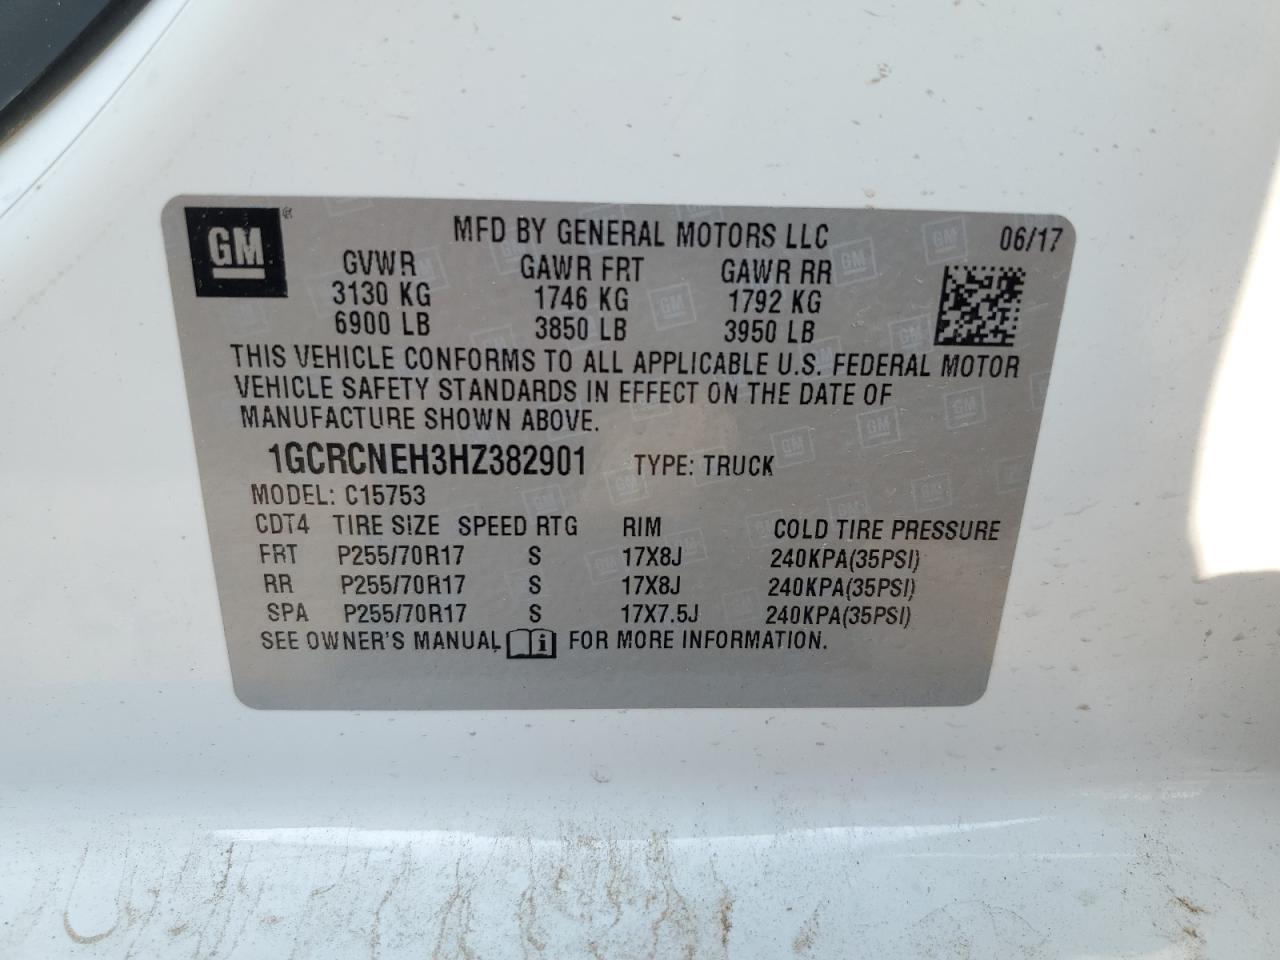 GM ®
MFD BY GENERAL MOTORS LLC 06/17
GVWR GAWR FRT GAWR RR
3130 KG 1746 KG 1792 KG
6900 LB 3850 LB 3950 LB
THIS VEHICLE CONFORMS TO ALL APPLICABLE U.S. FEDERAL MOTOR
VEHICLE SAFETY STANDARDS IN EFFECT ON THE DATE OF
MANUFACTURE SHOWN ABOVE.
1GCRCNEH3HZ382901 TYPE: TRUCK
MODEL: C15753
CDT4 TIRE SIZE SPEED RTG RIM COLD TIRE PRESSURE
FRT P255/70R17 S 17X8J 240KPA(35PSI)
RR P255/70R17 S 17X8J 240KPA(35PSI)
SPA P255/70R17 S 17X7.5J 240KPA(35PSI)
SEE OWNER'S MANUAL i FOR MORE INFORMATION.